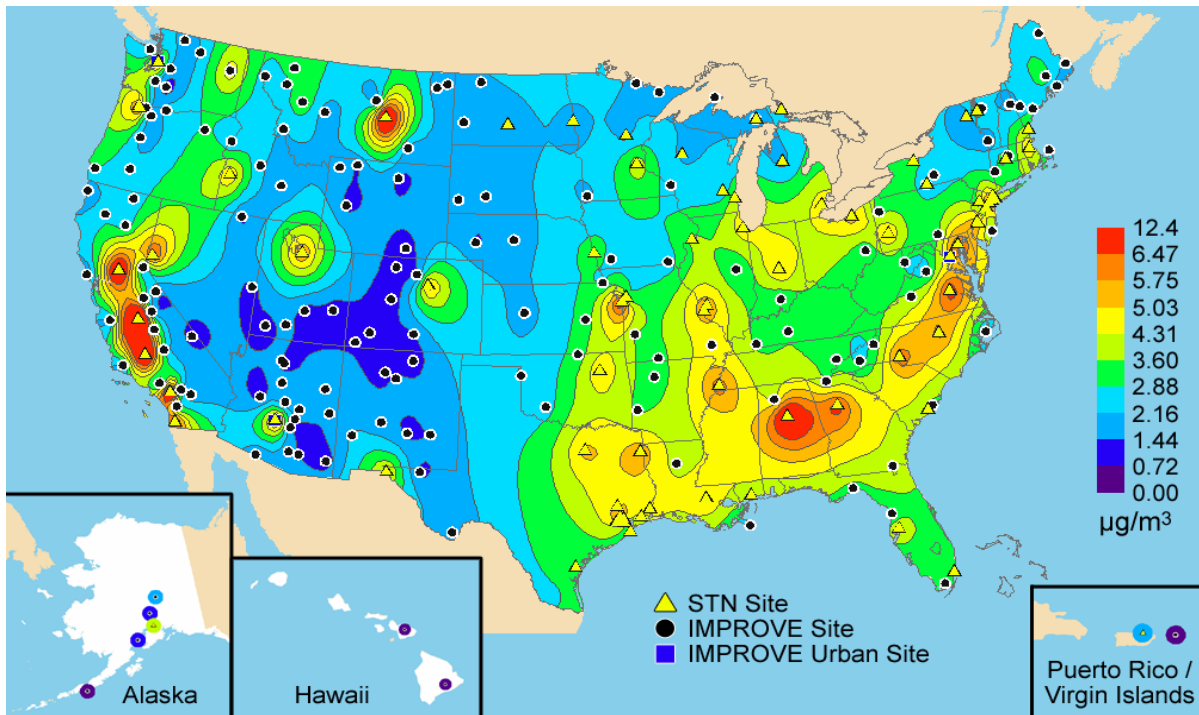 12.4
6.47
5.75
5.03
4.31
3.60
2.88
2.16
1.44
0.72
0.00
µg/m³
STN Site
IMPROVE Site
IMPROVE Urban Site
Alaska
Hawaii
Puerto Rico /
Virgin Islands